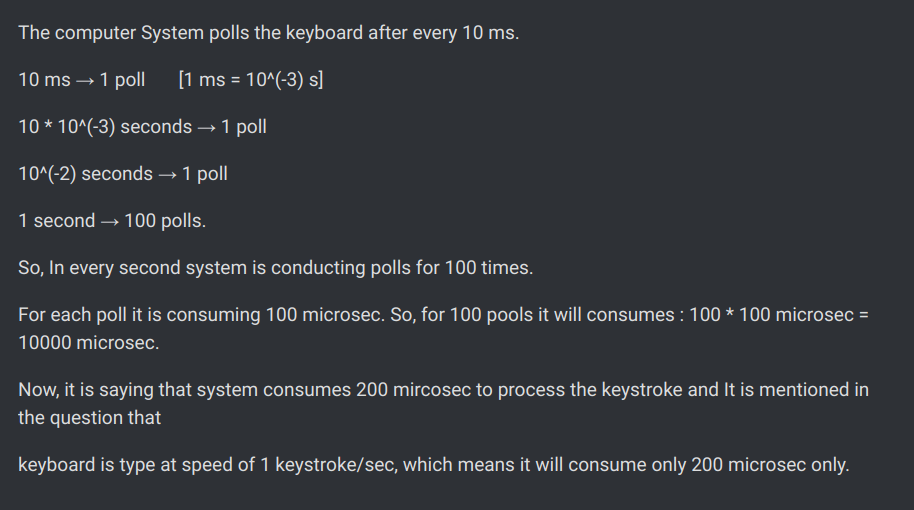 The computer System polls the keyboard after every 10 ms.
10 ms → 1 poll [1 ms = 10^(-3) s]
10 * 10^(-3) seconds → 1 poll
10^(-2) seconds → 1 poll
1 second → 100 polls.
So, In every second system is conducting polls for 100 times.
For each poll it is consuming 100 microsec. So, for 100 pools it will consumes : 100 * 100 microsec =
10000 microsec.
Now, it is saying that system consumes 200 mircosec to process the keystroke and It is mentioned in
the question that
keyboard is type at speed of 1 keystroke/sec, which means it will consume only 200 microsec only.